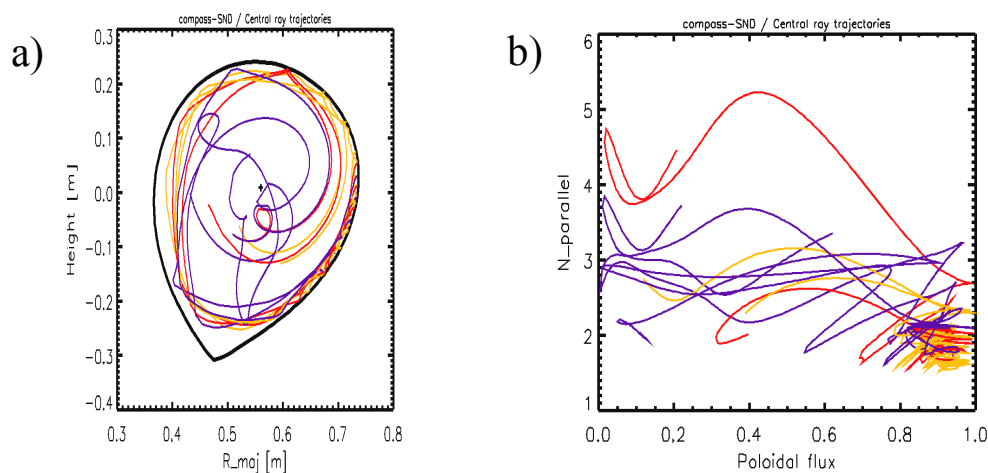 a)
compass-SND / Central ray trajectories
0.3
0.2
0.1
0.0
-0.1
-0.2
-0.3
-0.4
Height [m]
0.3 0.4 0.5 0.6 0.7 0.8
R_maj [m]
b)
compass-SND / Central ray trajectories
6
5
4
3
2
1
N_parallel
0.0 0.2 0.4 0.6 0.8 1.0
Poloidal flux